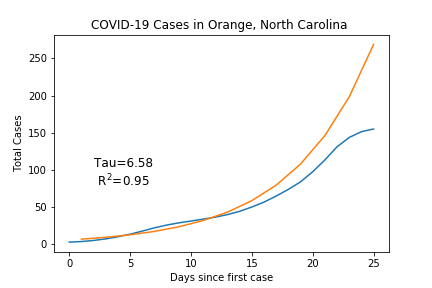 COVID-19 Cases in Orange, North Carolina
Total Cases
250
200
150
100
50
0
Tau=6.58
R²=0.95
0 5 10 15 20 25
Days since first case